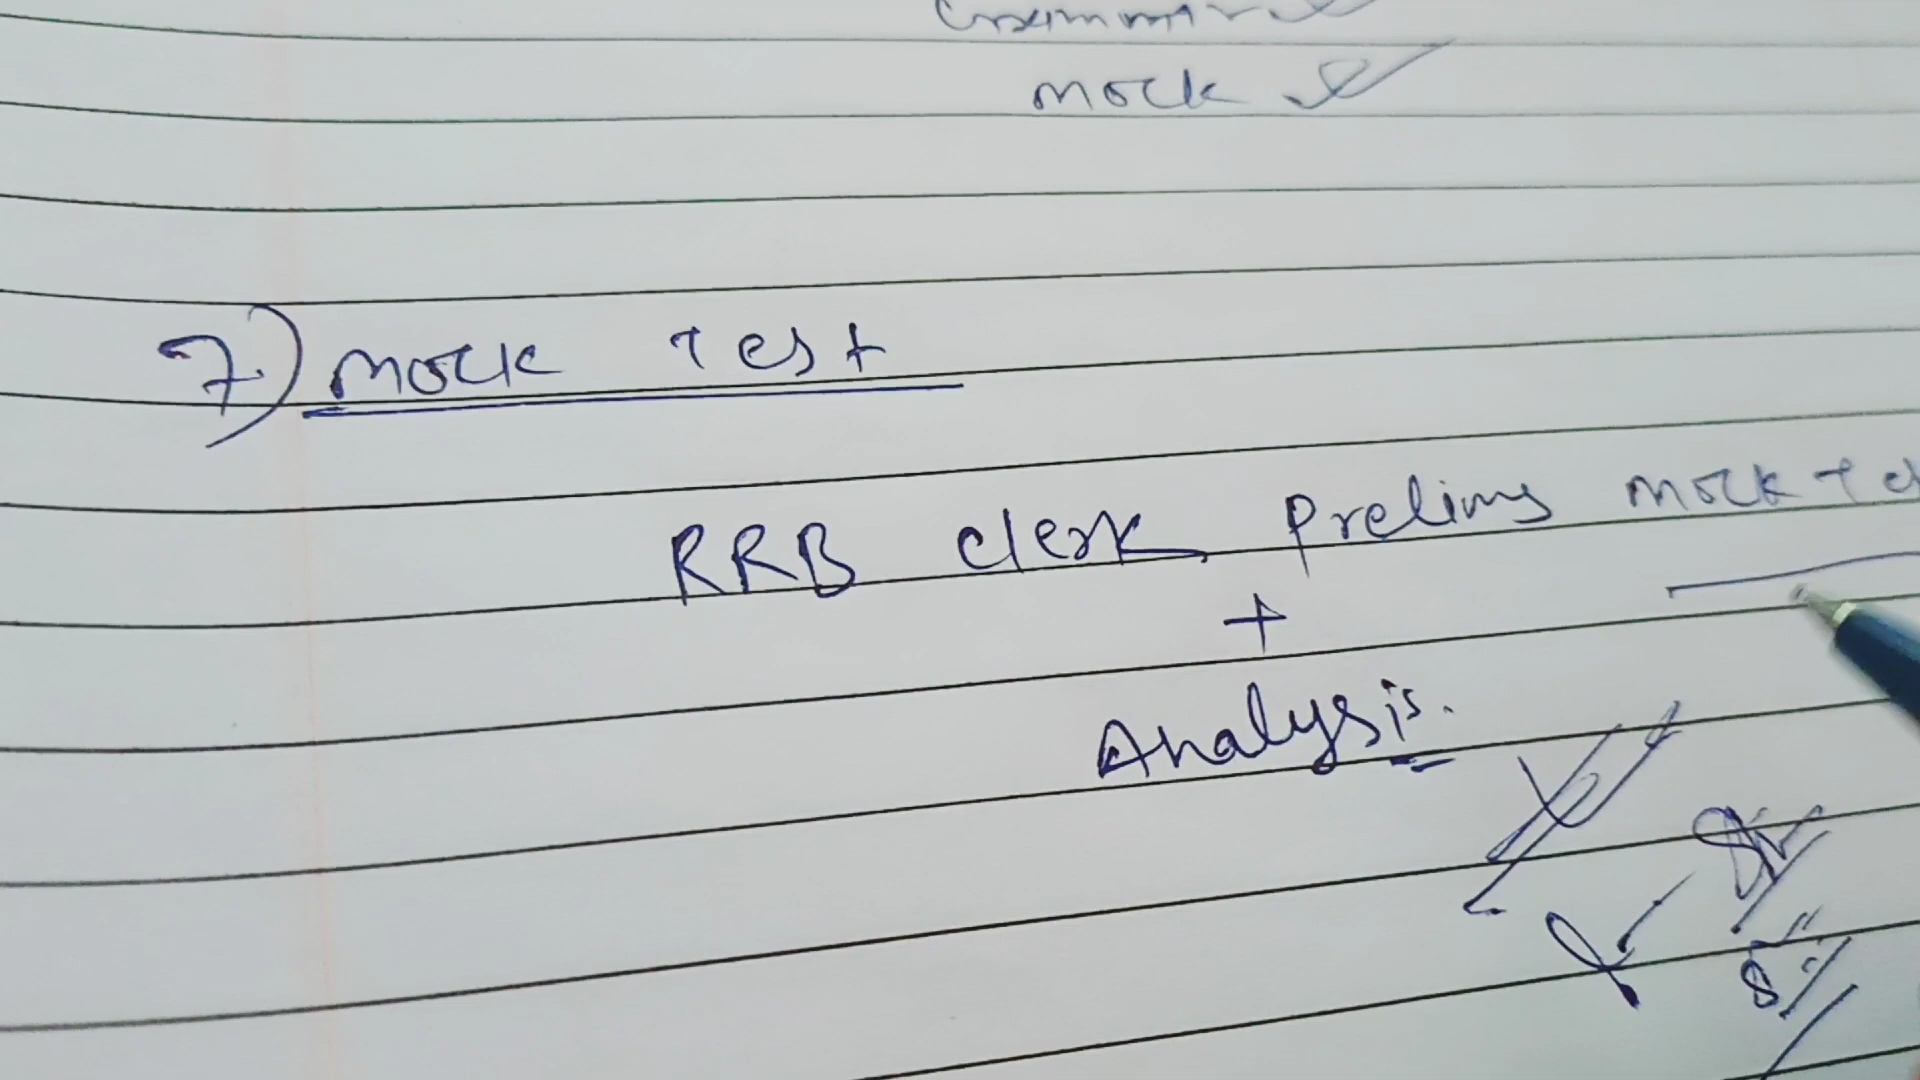 mock
7) mock Test
RRB clerk prelims mock te
+
Analysis.